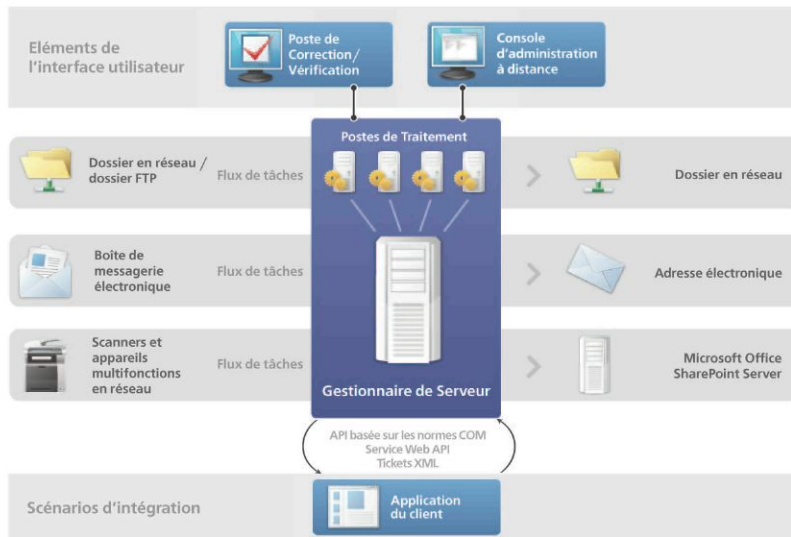 Eléments de
l'interface utilisateur
Poste de
Correction/
Vérification
Console
d'administration
à distance
Postes de Traitement
Dossier en réseau /
dossier FTP
Flux de tâches
Dossier en réseau
Boîte de
messagerie
électronique
Flux de tâches
Adresse électronique
Scanners et
appareils
multifonctions
en réseau
Flux de tâches
Microsoft Office
SharePoint Server
Gestionnaire de Serveur
API basée sur les normes COM
Service Web API
Tickets XML
Scénarios d'intégration
Application
du client